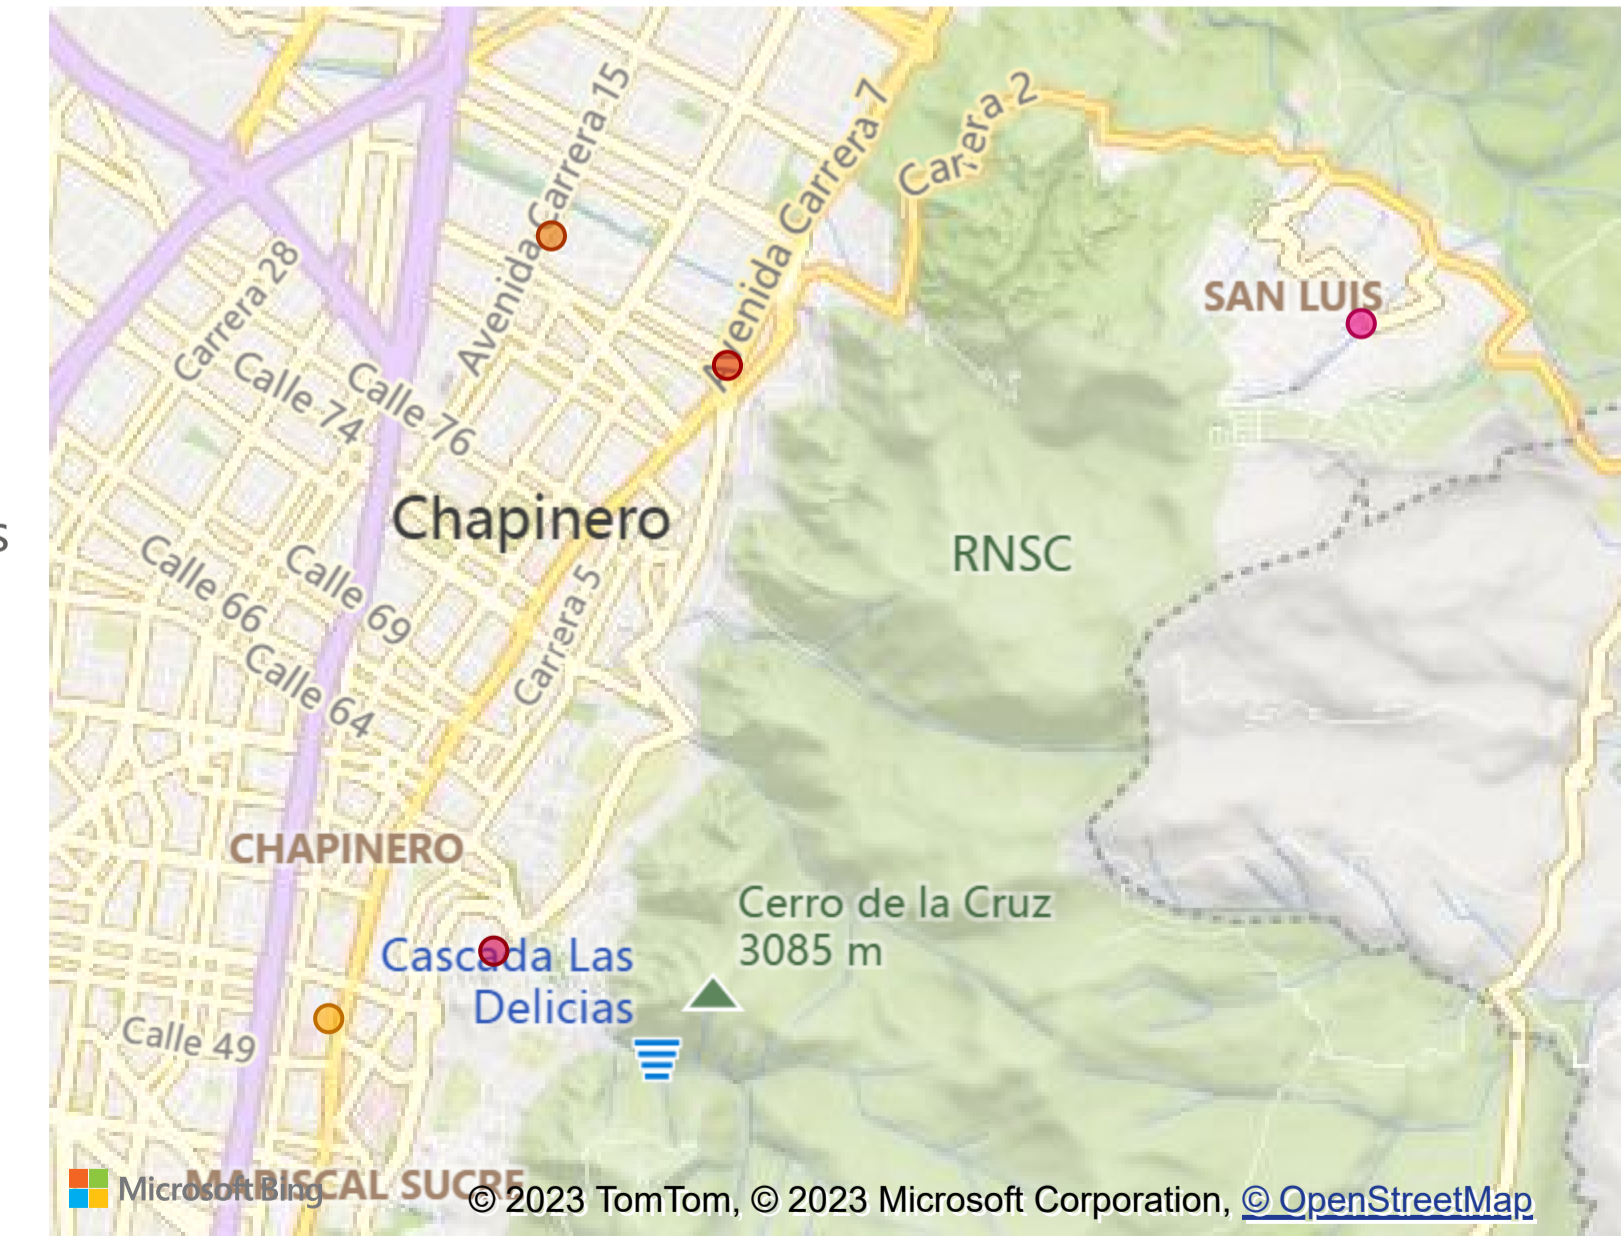 Avenida Carrera 15
Avenida Carrera 7
Carrera 2
Carrera 28
Calle 74
Calle 76
SAN LUIS
Chapinero
s
RNSC
Calle 66
Calle 69
Carrera 5
Calle 64
CHAPINERO
Cerro de la Cruz
3085 m
Cascada Las
Delicias
Calle 49
MARISCAL SUCRE
Microsoft Bing
© 2023 TomTom, © 2023 Microsoft Corporation, © OpenStreetMap